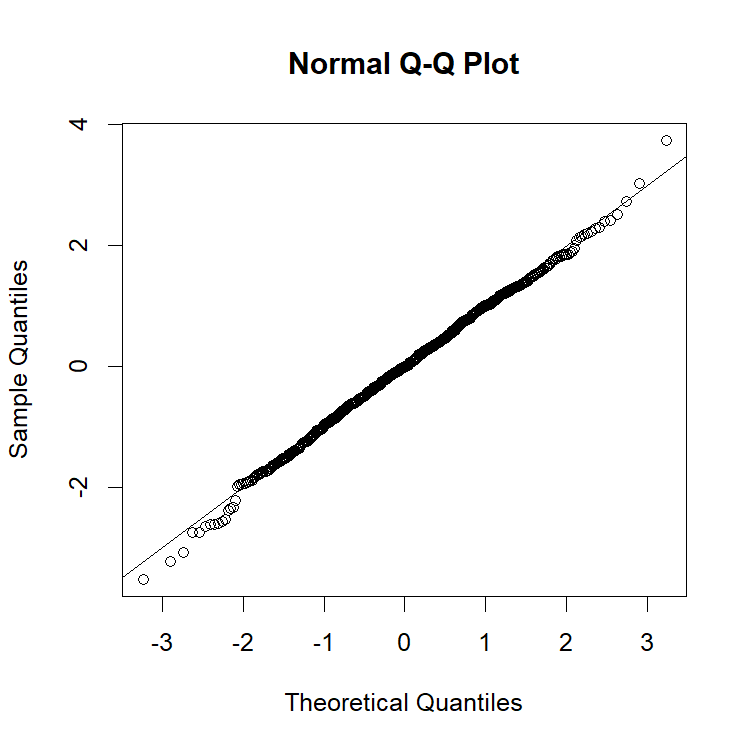 Normal Q-Q Plot
4
2
0
-2
Sample Quantiles
-3 -2 -1 0 1 2 3
Theoretical Quantiles